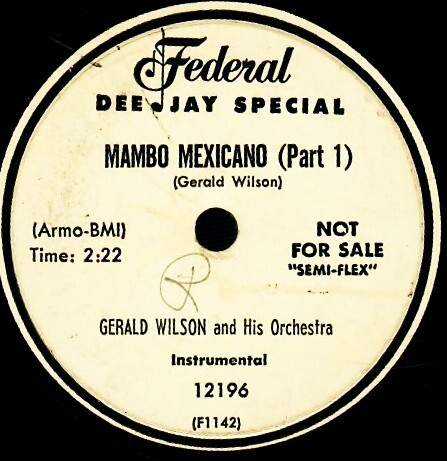 Federal
DEE JAY SPECIAL
MAMBO MEXICANO (Part 1)
(Gerald Wilson)
(Armo-BMI)
Time: 2:22
NOT
FOR SALE
"SEMI-FLEX"
R
GERALD WILSON and His Orchestra
Instrumental
12196
(F1142)